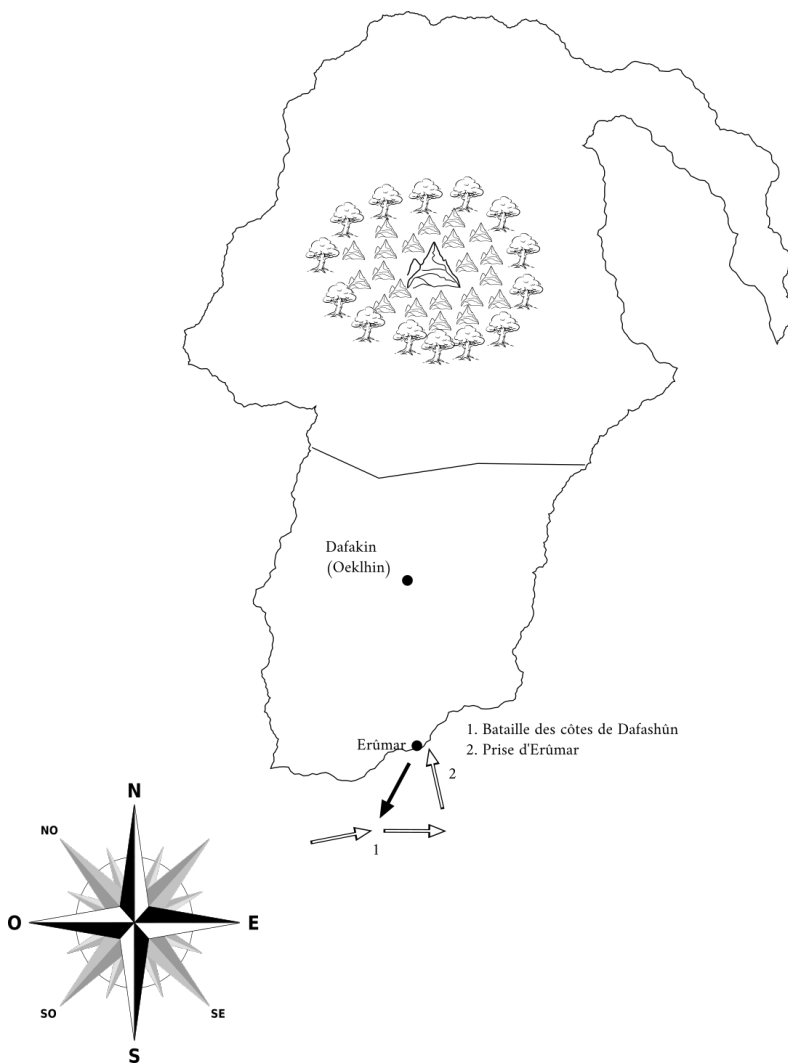 Dafakin
(Oeklhin)
Erûmar
1. Bataille des côtes de Dafashûn
2. Prise d'Erûmar
2
1
N
NO
O
E
SO
SE
S